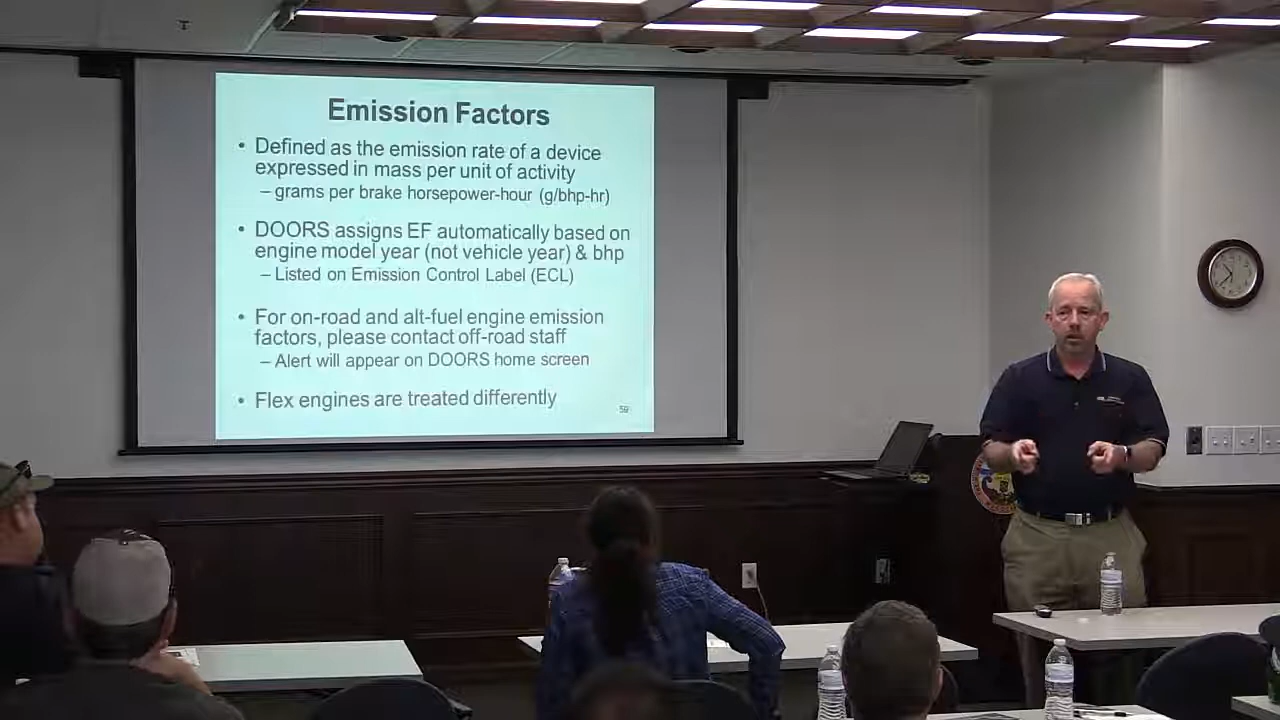 Emission Factors
• Defined as the emission rate of a device
expressed in mass per unit of activity
– grams per brake horsepower-hour (g/bhp-hr)
• DOORS assigns EF automatically based on
engine model year (not vehicle year) & bhp
– Listed on Emission Control Label (ECL)
• For on-road and alt-fuel engine emission
factors, please contact off-road staff
– Alert will appear on DOORS home screen
• Flex engines are treated differently